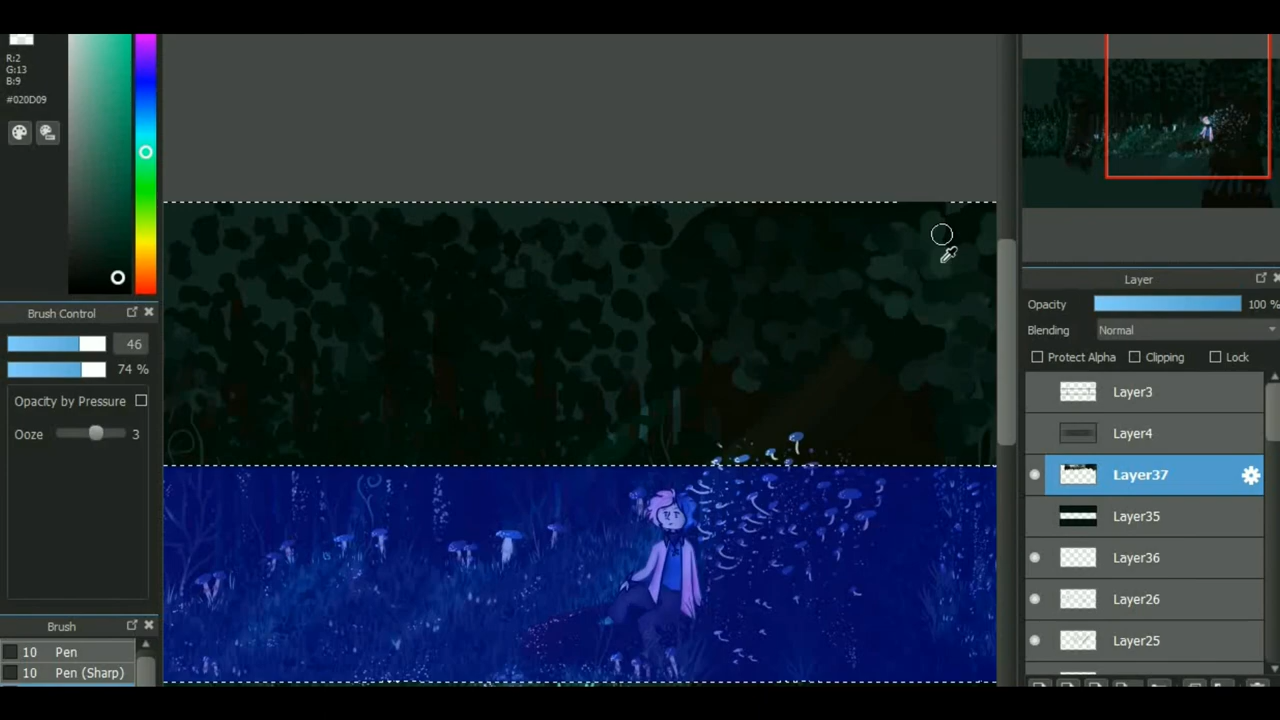 R:2
G:13
B:9
#020D09
Brush Control
46
74 %
Opacity by Pressure
Ooze 3
Brush
10 Pen
10 Pen (Sharp)
Layer
Opacity 100 %
Blending Normal
Protect Alpha Clipping Lock
Layer3
Layer4
Layer37
Layer35
Layer36
Layer26
Layer25